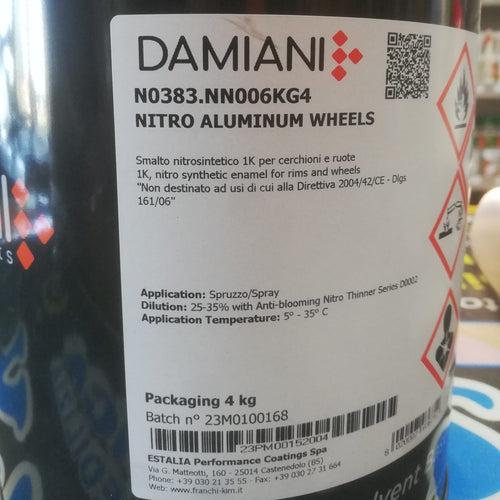 DAMIANI
N0383.NN006KG4
NITRO ALUMINUM WHEELS
Smalto nitrosintetico 1K per cerchioni e ruote
1K, nitro synthetic enamel for rims and wheels
"Non destinato ad usi di cui alla Direttiva 2004/42/CE - Dlgs
161/06"
Application: Spruzzo/Spray
Dilution: 25-35% with Anti-blooming Nitro Thinner Series D0002
Application Temperature: 5° - 35° C
Packaging 4 kg
Batch n° 23M0100168
23PM00152004
ESTALIA Performance Coatings Spa
Via G. Matteotti, 160 - 25014 Castenedolo (BS)
Phone: +39 030 21 35 55 - Fax: +39 030 27 31 664
Web: www.franchi-kim.it